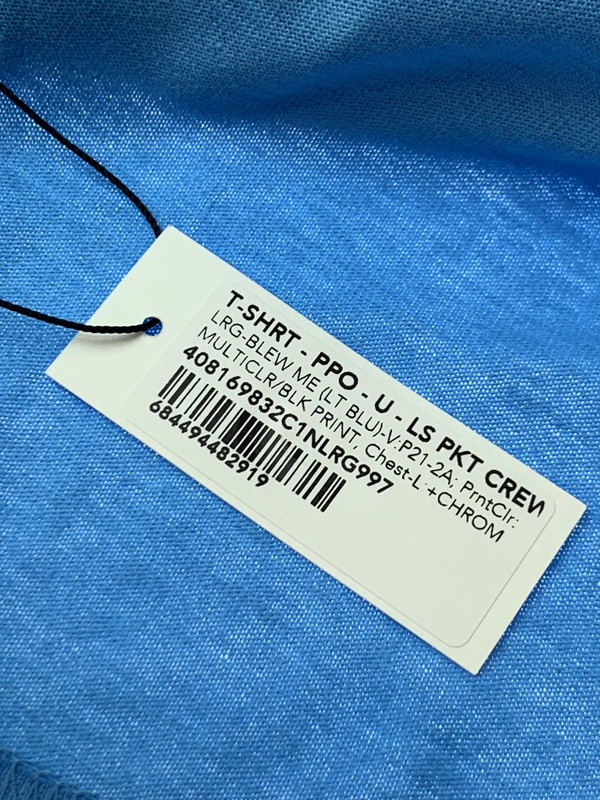 T-SHRT - PPO - U - LS PKT CREW
LRG-BLEW ME (LT BLU)-V:P21-2A; PrntClr:
MULTICLR/BLK PRINT, Chest-L:+CHROM
408169832C1NLRG997
684494482919